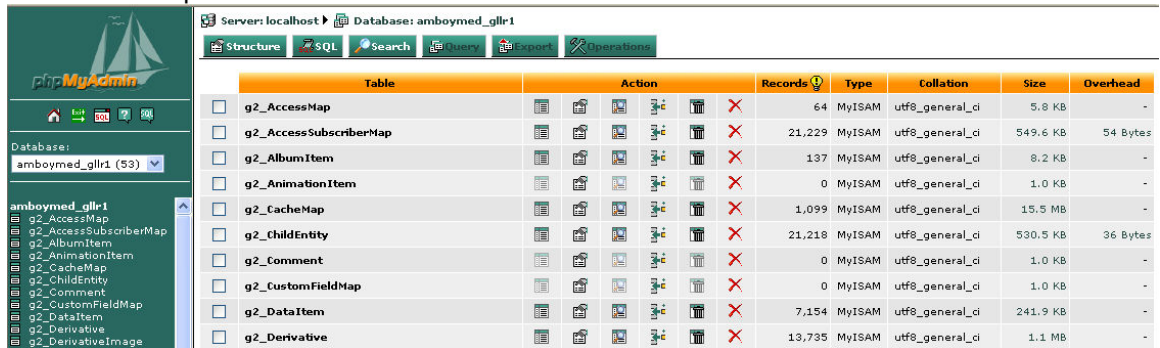 Server: localhost Database: amboymed_gllr1
Structure SQL Search Query Export Operations
phpMyAdmin
SQL ? SQL
Database:
amboymed_gllr1 (53)
amboymed_gllr1
g2_AccessMap
g2_AccessSubscriberMap
g2_AlbumItem
g2_AnimationItem
g2_CacheMap
g2_ChildEntity
g2_Comment
g2_CustomFieldMap
g2_DataItem
g2_Derivative
g2_DerivativeImage
Table Action Records Type Collation Size Overhead
g2_AccessMap 64 MyISAM utf8_general_ci 5.8 KB -
g2_AccessSubscriberMap 21,229 MyISAM utf8_general_ci 549.6 KB 54 Bytes
g2_AlbumItem 137 MyISAM utf8_general_ci 8.2 KB -
g2_AnimationItem 0 MyISAM utf8_general_ci 1.0 KB -
g2_CacheMap 1,099 MyISAM utf8_general_ci 15.5 MB -
g2_ChildEntity 21,218 MyISAM utf8_general_ci 530.5 KB 36 Bytes
g2_Comment 0 MyISAM utf8_general_ci 1.0 KB -
g2_CustomFieldMap 0 MyISAM utf8_general_ci 1.0 KB -
g2_DataItem 7,154 MyISAM utf8_general_ci 241.9 KB -
g2_Derivative 13,735 MyISAM utf8_general_ci 1.1 MB -